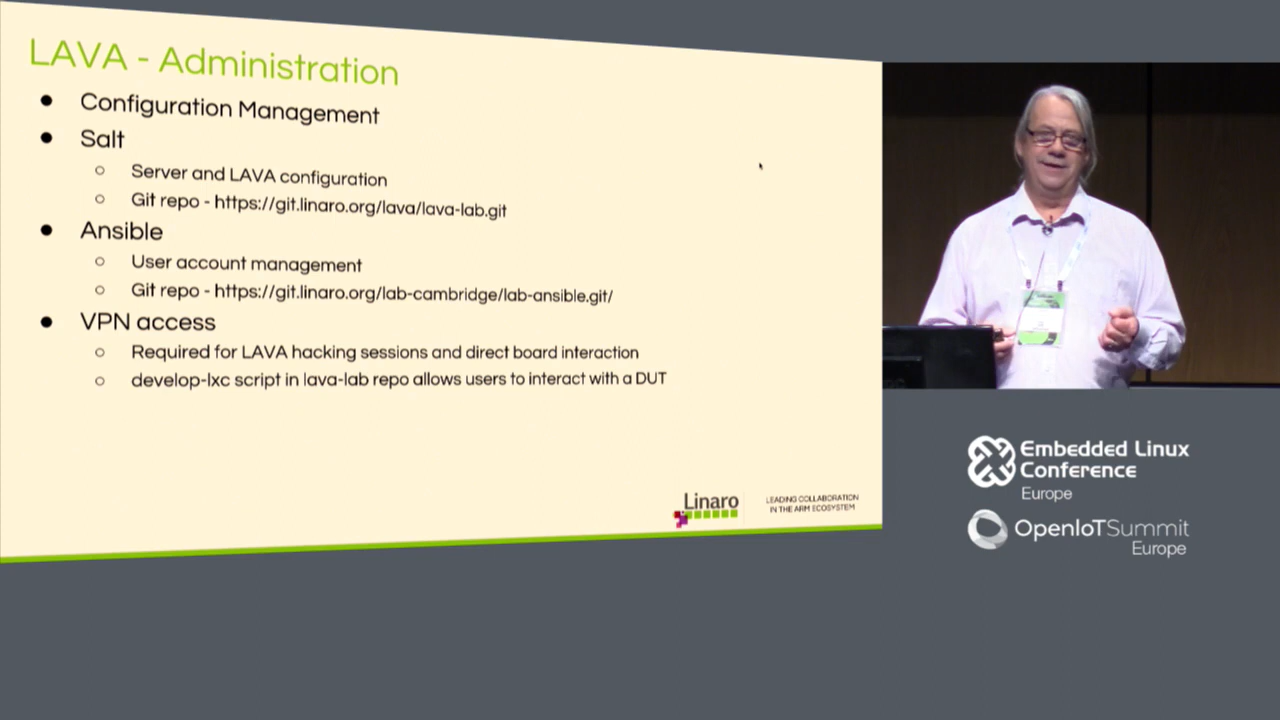 LAVA - Administration
● Configuration Management
● Salt
○ Server and LAVA configuration
○ Git repo - https://git.linaro.org/lava/lava-lab.git
● Ansible
○ User account management
○ Git repo - https://git.linaro.org/lab-cambridge/lab-ansible.git/
● VPN access
○ Required for LAVA hacking sessions and direct board interaction
○ develop-lxc script in lava-lab repo allows users to interact with a DUT
Linaro
LEADING COLLABORATION
IN THE ARM ECOSYSTEM
Embedded Linux
Conference
Europe
OpenIoTSummit
Europe